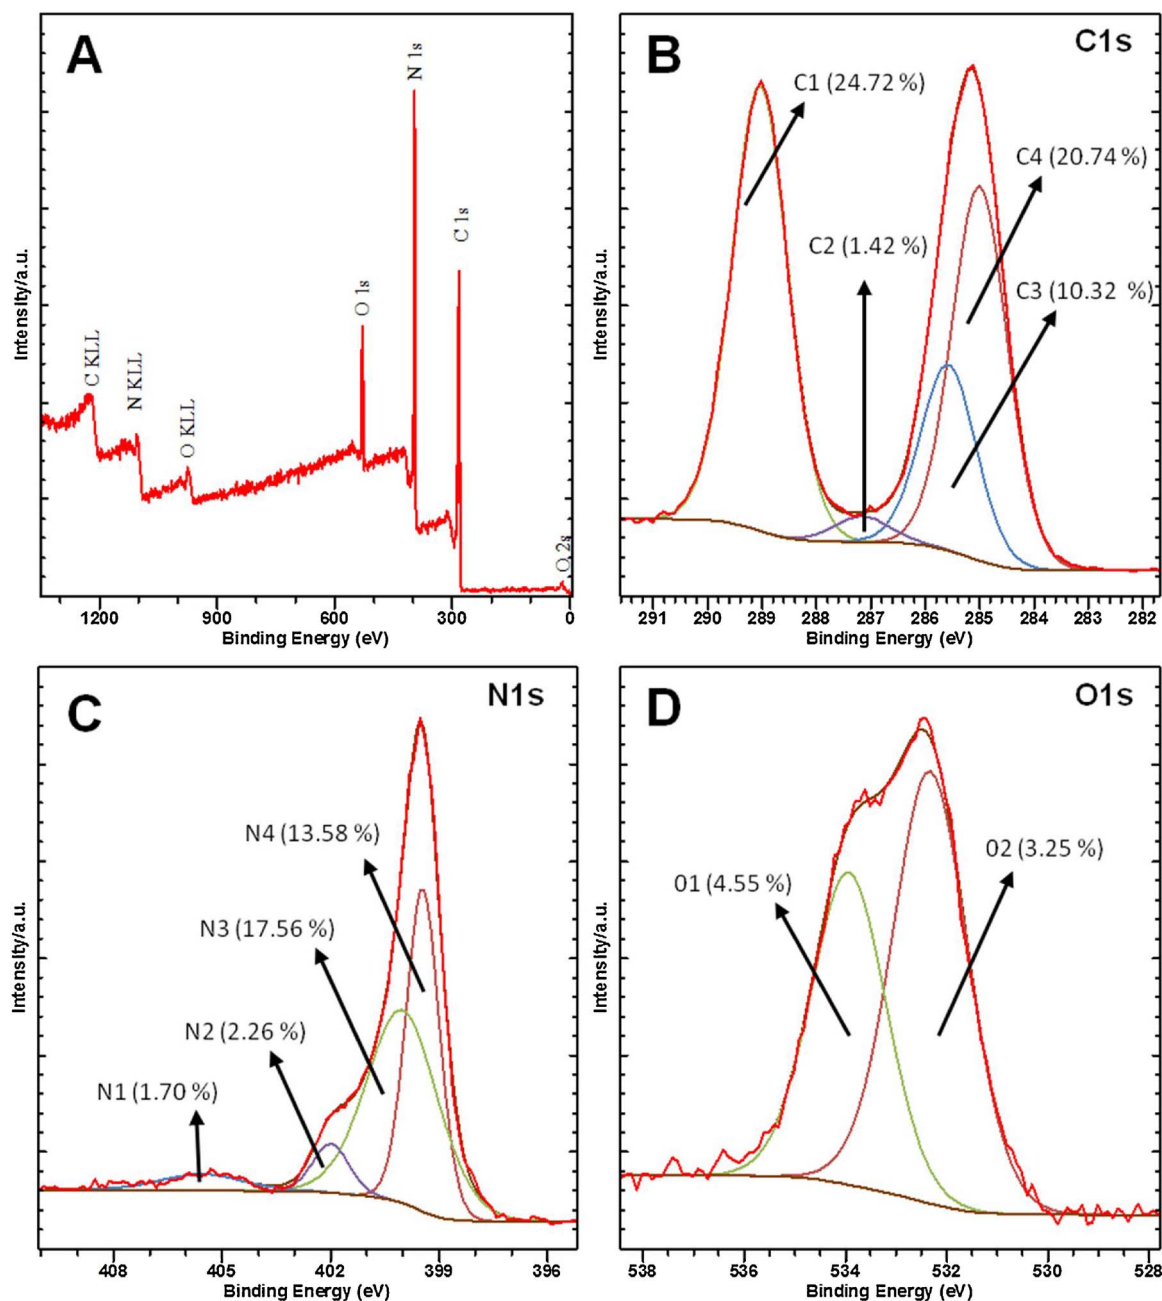 A
N 1s
C 1s
O 1s
C KLL
N KLL
O KLL
O 2s
Intensity/a.u.
1200 900 600 300 0
Binding Energy (eV)
B
C1s
C1 (24.72 %)
C4 (20.74 %)
C2 (1.42 %)
C3 (10.32 %)
Intensity/a.u.
291 290 289 288 287 286 285 284 283 282
Binding Energy (eV)
C
N1s
N4 (13.58 %)
N3 (17.56 %)
N2 (2.26 %)
N1 (1.70 %)
Intensity/a.u.
408 405 402 399 396
Binding Energy (eV)
D
O1s
02 (3.25 %)
01 (4.55 %)
Intensity/a.u.
538 536 534 532 530 528
Binding Energy (eV)